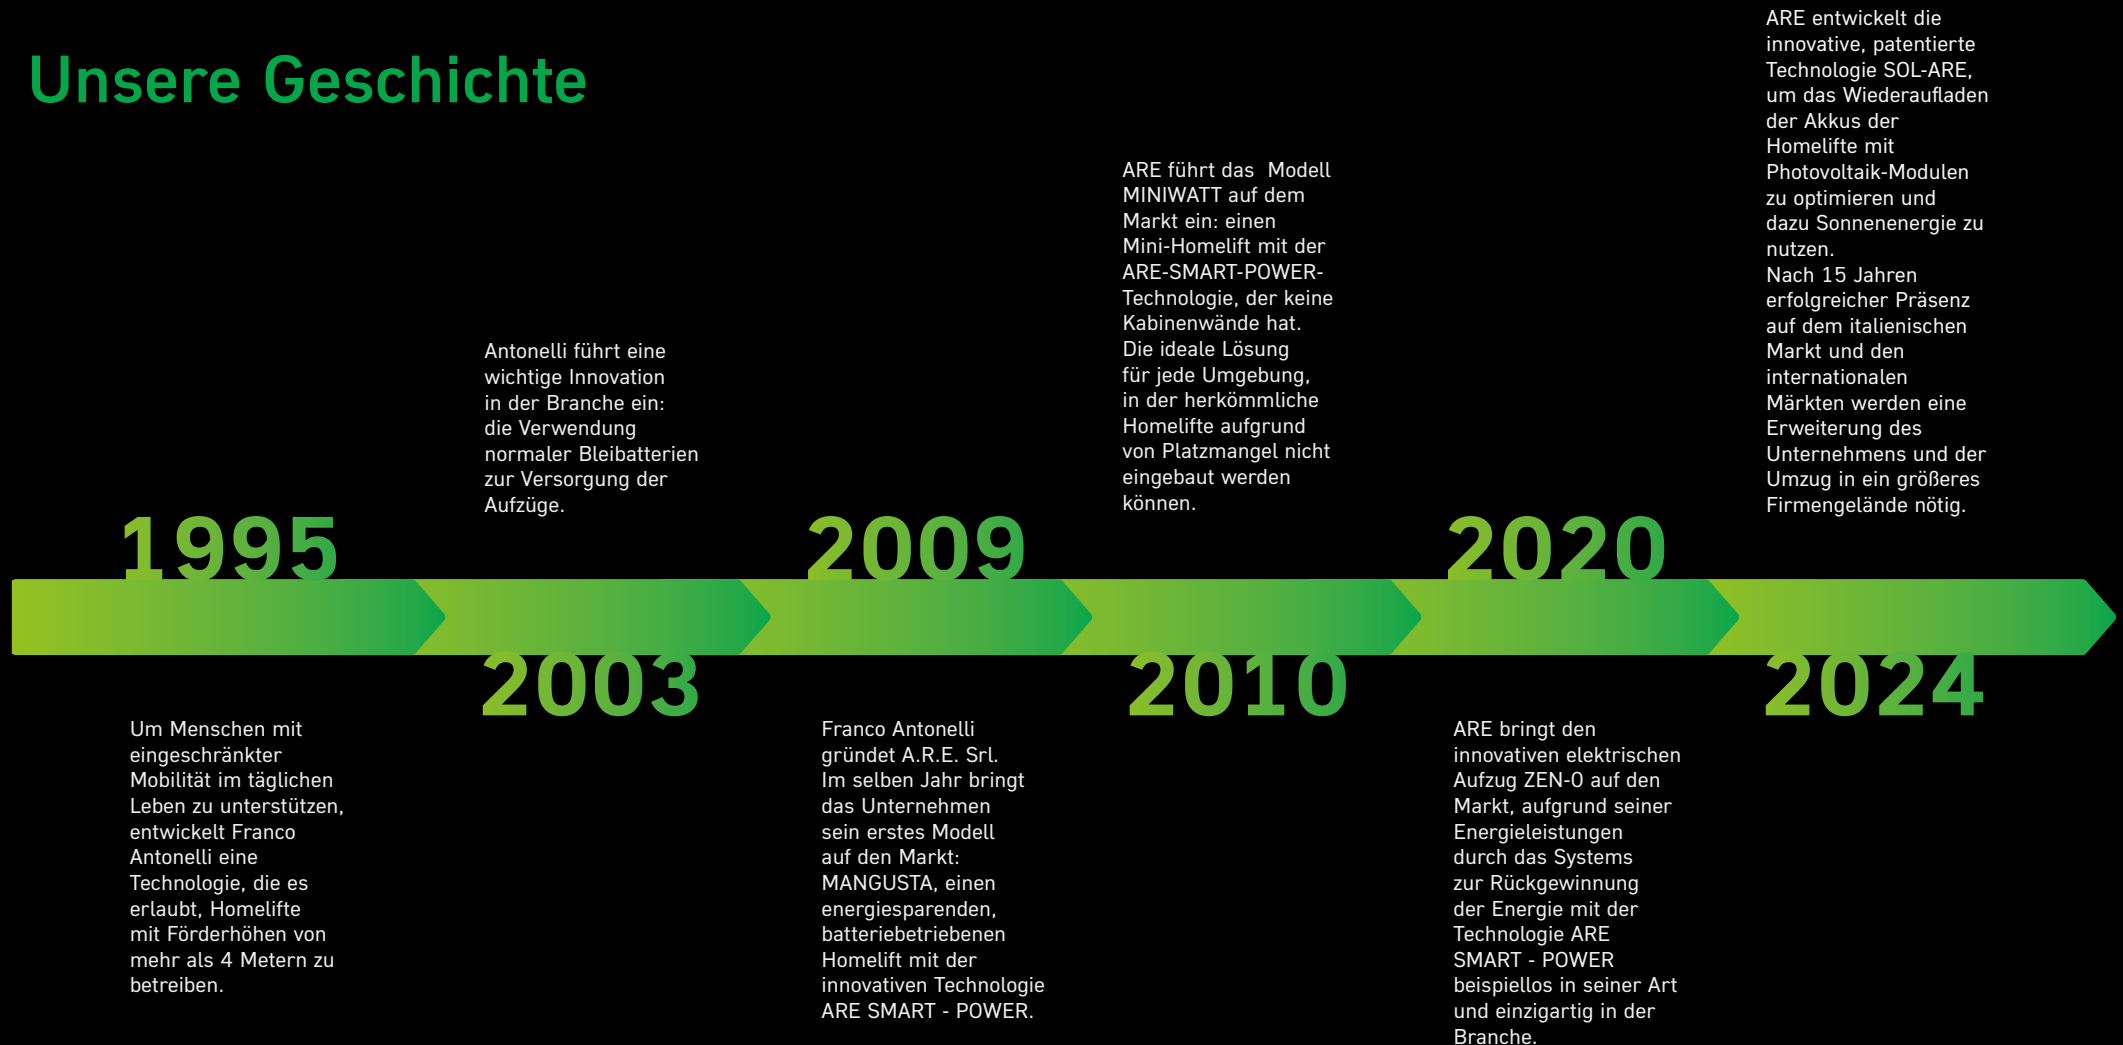 Unsere Geschichte
1995
Um Menschen mit
eingeschränkter
Mobilität im täglichen
Leben zu unterstützen,
entwickelt Franco
Antonelli eine
Technologie, die es
erlaubt, Homelifte
mit Förderhöhen von
mehr als 4 Metern zu
betreiben.
Antonelli führt eine
wichtige Innovation
in der Branche ein:
die Verwendung
normaler Bleibatterien
zur Versorgung der
Aufzüge.
2003
2009
Franco Antonelli
gründet A.R.E. Srl.
Im selben Jahr bringt
das Unternehmen
sein erstes Modell
auf den Markt:
MANGUSTA, einen
energiesparenden,
batteriebetriebenen
Homelift mit der
innovativen Technologie
ARE SMART - POWER.
ARE führt das  Modell
MINIWATT auf dem
Markt ein: einen
Mini-Homelift mit der
ARE-SMART-POWER-
Technologie, der keine
Kabinenwände hat.
Die ideale Lösung
für jede Umgebung,
in der herkömmliche
Homelifte aufgrund
von Platzmangel nicht
eingebaut werden
können.
2010
2020
ARE bringt den
innovativen elektrischen
Aufzug ZEN-0 auf den
Markt, aufgrund seiner
Energieleistungen
durch das Systems
zur Rückgewinnung
der Energie mit der
Technologie ARE
SMART - POWER
beispiellos in seiner Art
und einzigartig in der
Branche.
ARE entwickelt die
innovative, patentierte
Technologie SOL-ARE,
um das Wiederaufladen
der Akkus der
Homelifte mit
Photovoltaik-Modulen
zu optimieren und
dazu Sonnenenergie zu
nutzen.
Nach 15 Jahren
erfolgreicher Präsenz
auf dem italienischen
Markt und den
internationalen
Märkten werden eine
Erweiterung des
Unternehmens und der
Umzug in ein größeres
Firmengelände nötig.
2024